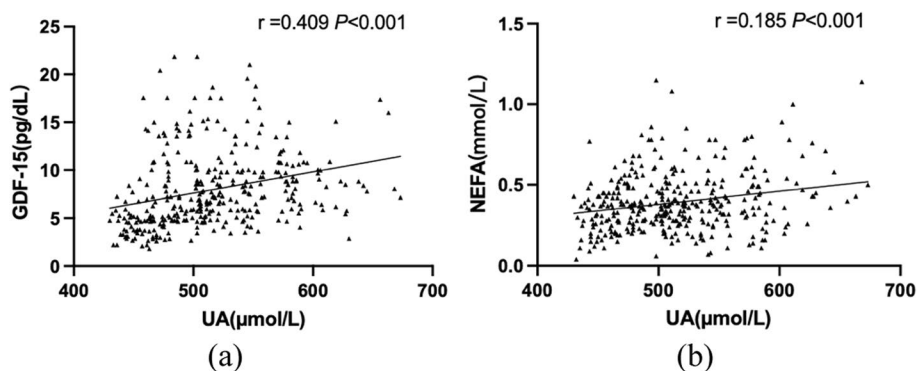 r =0.409 P<0.001
25
20
15
10
5
0
GDF-15(pg/dL)
400 500 600 700
UA(μmol/L)
(a)
r =0.185 P<0.001
1.5
1.0
0.5
0.0
NEFA(mmol/L)
400 500 600 700
UA(μmol/L)
(b)